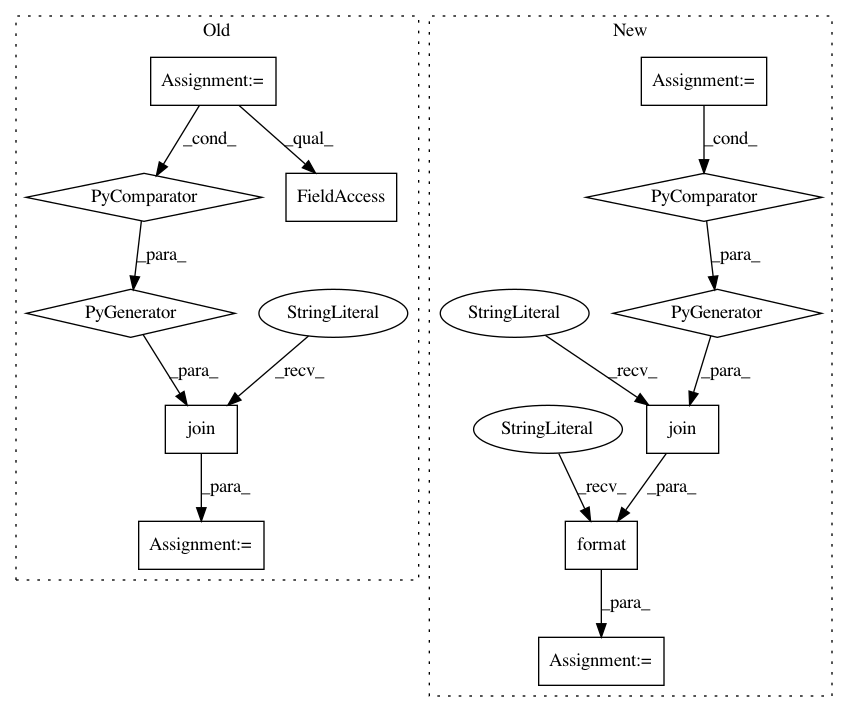 Old
Assignment:=
_cond_
_qual_
PyComparator
FieldAccess
_para_
PyGenerator
StringLiteral
_para_
_recv_
join
_para_
Assignment:=
New
Assignment:=
_cond_
PyComparator
_para_
StringLiteral
PyGenerator
_recv_
_para_
StringLiteral
join
_recv_
_para_
format
_para_
Assignment:=